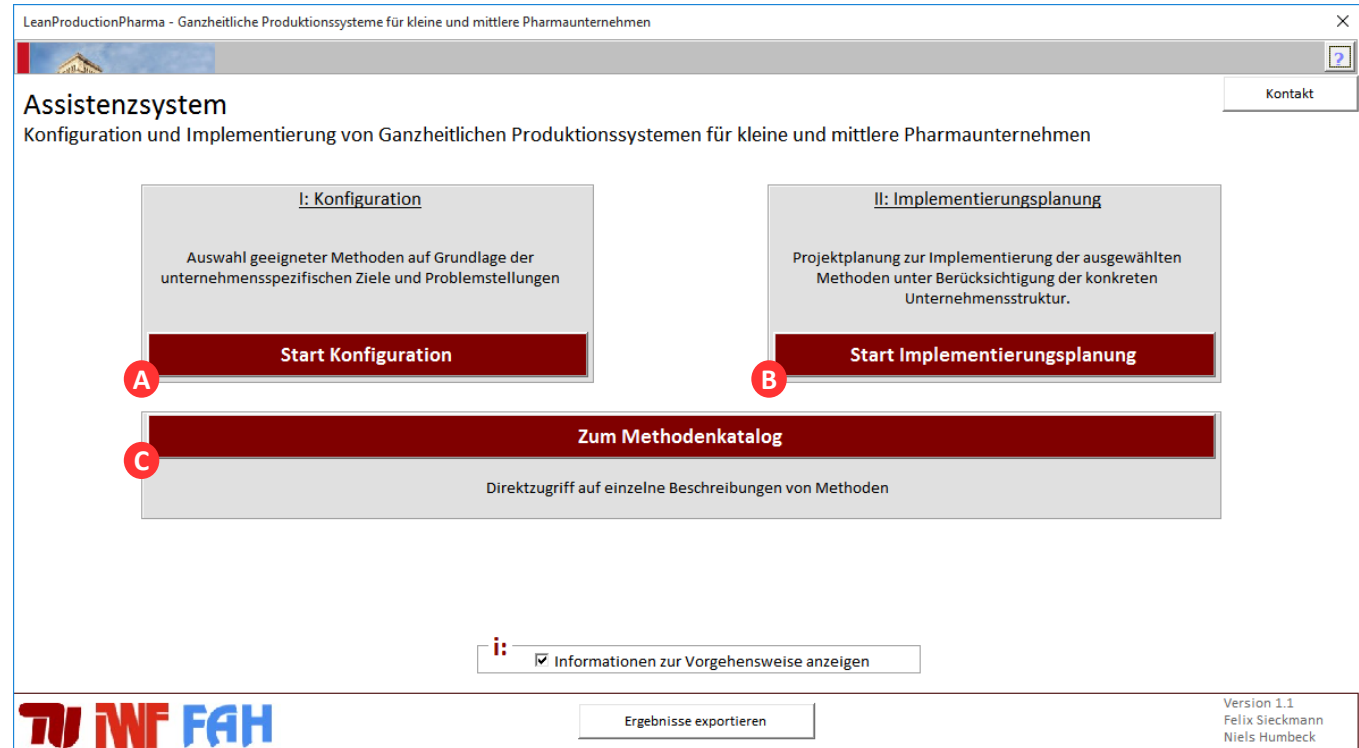 LeanProductionPharma - Ganzheitliche Produktionssysteme für kleine und mittlere Pharmaunternehmen
?
Kontakt
Assistenzsystem
Konfiguration und Implementierung von Ganzheitlichen Produktionssystemen für kleine und mittlere Pharmaunternehmen
I: Konfiguration
Auswahl geeigneter Methoden auf Grundlage der
unternehmensspezifischen Ziele und Problemstellungen
Start Konfiguration
A
II: Implementierungsplanung
Projektplanung zur Implementierung der ausgewählten
Methoden unter Berücksichtigung der konkreten
Unternehmensstruktur.
Start Implementierungsplanung
B
Zum Methodenkatalog
C
Direktzugriff auf einzelne Beschreibungen von Methoden
i:
Informationen zur Vorgehensweise anzeigen
TU iWF FAH
Ergebnisse exportieren
Version 1.1
Felix Sieckmann
Niels Humbeck